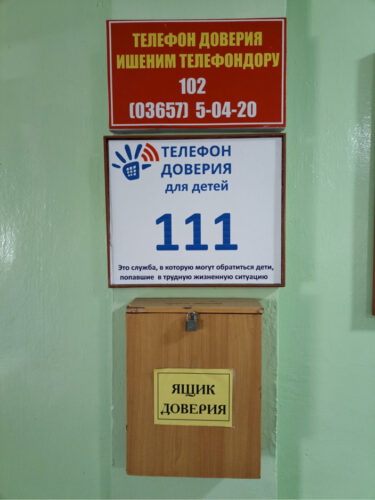 ТЕЛЕФОН ДОВЕРИЯ
ИШЕНИМ ТЕЛЕФОНДОРУ
102
(03657) 5-04-20
ТЕЛЕФОН
ДОВЕРИЯ
для детей
111
Это служба, в которую могут обратиться дети,
попавшие в трудную жизненную ситуацию
ЯЩИК
ДОВЕРИЯ